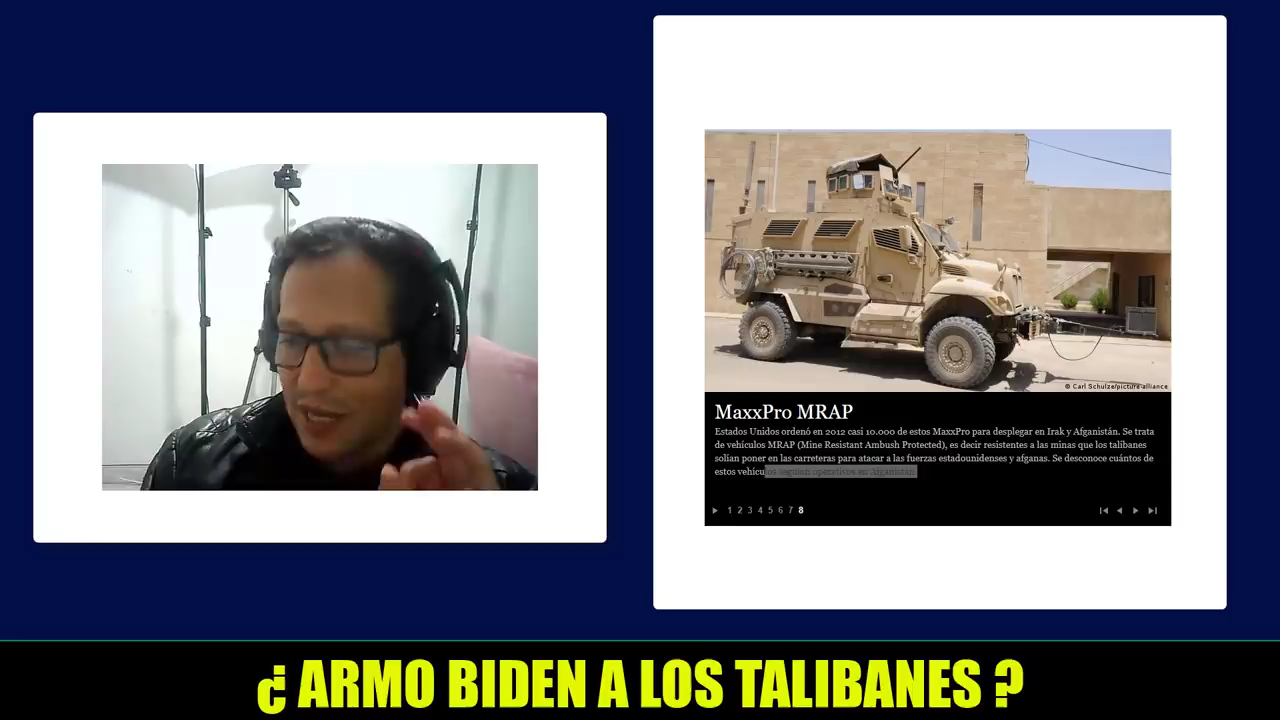 © Carl Schulze/picture-alliance
MaxxPro MRAP
Estados Unidos ordenó en 2012 casi 10.000 de estos MaxxPro para desplegar en Irak y Afganistán. Se trata
de vehículos MRAP (Mine Resistant Ambush Protected), es decir resistentes a las minas que los talibanes
solían poner en las carreteras para atacar a las fuerzas estadounidenses y afganas. Se desconoce cuántos de
estos vehículos seguían operativos en Afganistán.
1 2 3 4 5 6 7 8
¿ ARMO BIDEN A LOS TALIBANES ?